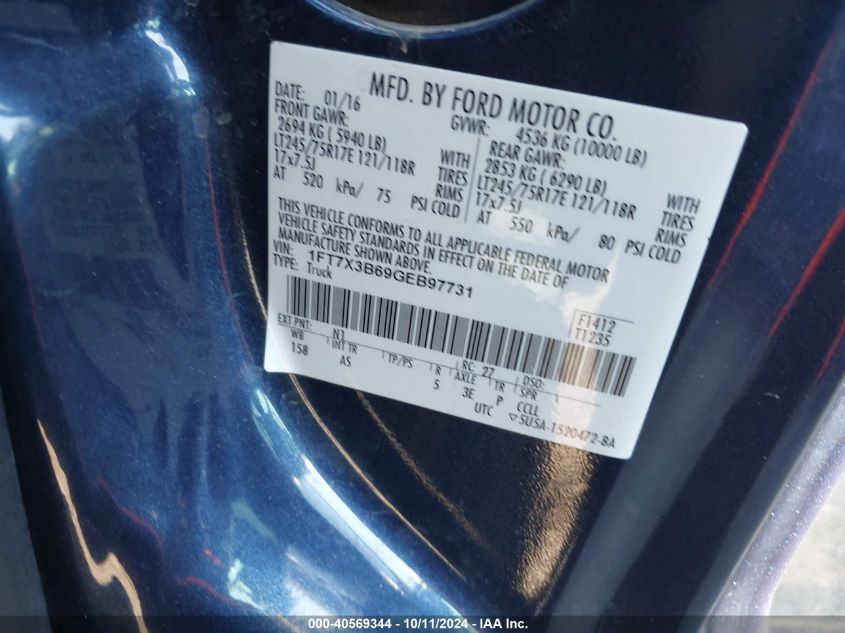 MFD. BY FORD MOTOR CO.
DATE: 01/16 GVWR: 4536 KG (10000 LB)
FRONT GAWR: REAR GAWR:
2694 KG ( 5940 LB) WITH 2853 KG ( 6290 LB) WITH
LT245/75R17E 121/118R TIRES LT245/75R17E 121/118R TIRES
17x7.5J RIMS 17x7.5J RIMS
AT 520 kPa/ 75 PSI COLD AT 550 kPa/ 80 PSI COLD
THIS VEHICLE CONFORMS TO ALL APPLICABLE FEDERAL MOTOR
VEHICLE SAFETY STANDARDS IN EFFECT ON THE DATE OF
MANUFACTURE SHOWN ABOVE.
VIN: 1FT7X3B69GEB97731
TYPE: Truck
F1412
T1235
EXT PNT: N1 RC: 27 DSO:
WB INT TR TP/PS R AXLE TR SPR
158 AS 5 3E P CCLL
UTC ▽5U5A-1520472-BA
000-40569344 / 10/11/2024 - IAA Inc.